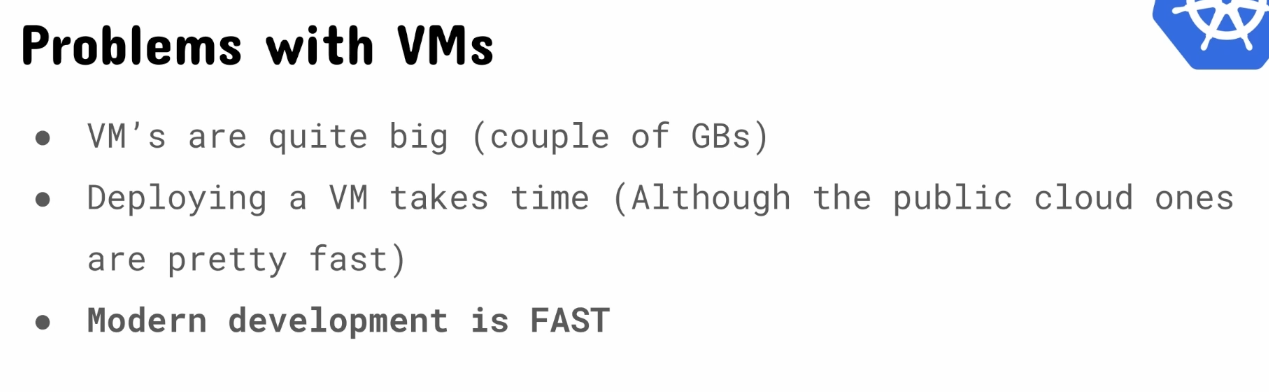 Problems with VMs
● VM’s are quite big (couple of GBs)
● Deploying a VM takes time (Although the public cloud ones
are pretty fast)
● Modern development is FAST